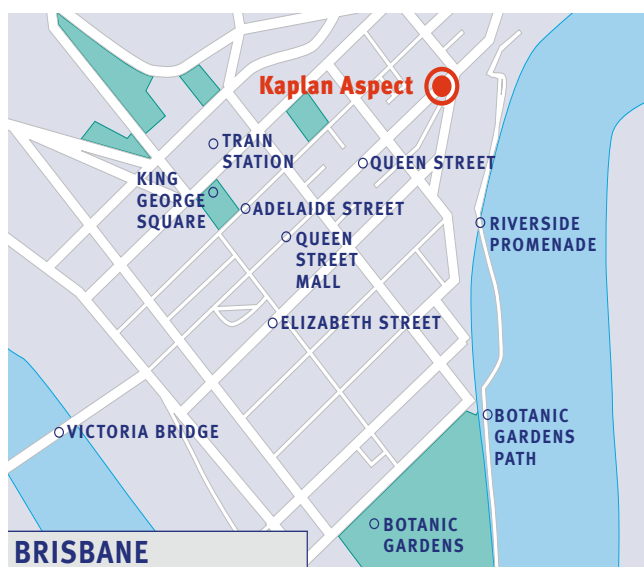 Kaplan Aspect
TRAIN
STATION
QUEEN STREET
KING
GEORGE
SQUARE
ADELAIDE STREET
QUEEN
STREET
MALL
RIVERSIDE
PROMENADE
ELIZABETH STREET
VICTORIA BRIDGE
BOTANIC
GARDENS
PATH
BOTANIC
GARDENS
BRISBANE